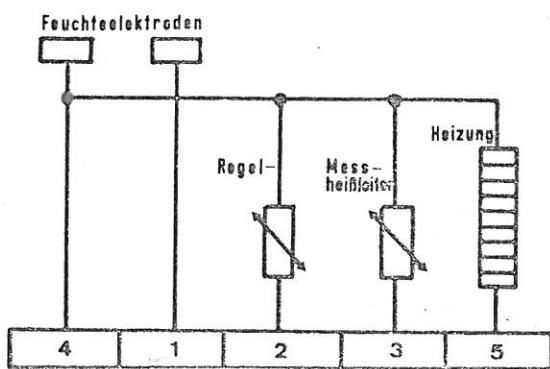 Feuchteelektroden
Heizung
Regel- Mess-
heißleiter
4 1 2 3 5